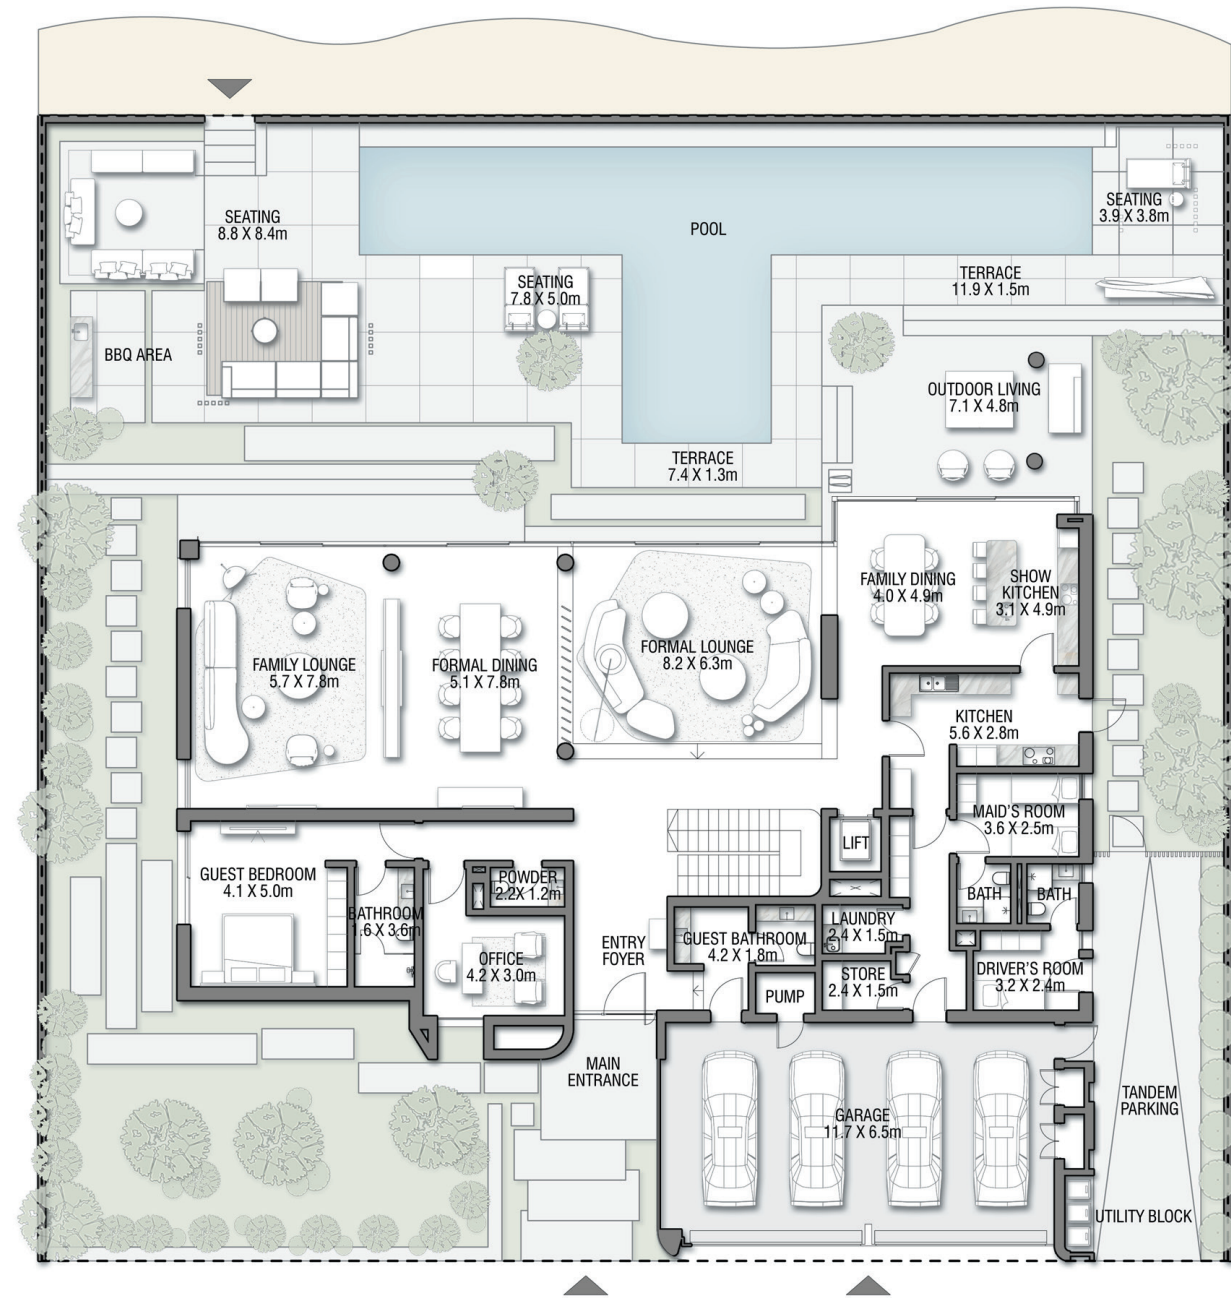 SEATING
8.8 X 8.4m
POOL
SEATING
3.9 X 3.8m
SEATING
7.8 X 5.0m
TERRACE
11.9 X 1.5m
BBQ AREA
OUTDOOR LIVING
7.1 X 4.8m
TERRACE
7.4 X 1.3m
FAMILY DINING
4.0 X 4.9m
SHOW
KITCHEN
3.1 X 4.9m
FAMILY LOUNGE
5.7 X 7.8m
FORMAL DINING
5.1 X 7.8m
FORMAL LOUNGE
8.2 X 6.3m
KITCHEN
5.6 X 2.8m
MAID'S ROOM
3.6 X 2.5m
LIFT
GUEST BEDROOM
4.1 X 5.0m
POWDER
2.2X 1.2m
BATH
BATH
BATHROOM
1.6 X 3.6m
LAUNDRY
2.4 X 1.5m
ENTRY
FOYER
GUEST BATHROOM
4.2 X 1.8m
OFFICE
4.2 X 3.0m
STORE
2.4 X 1.5m
DRIVER'S ROOM
3.2 X 2.4m
PUMP
MAIN
ENTRANCE
TANDEM
PARKING
GARAGE
11.7 X 6.5m
UTILITY BLOCK